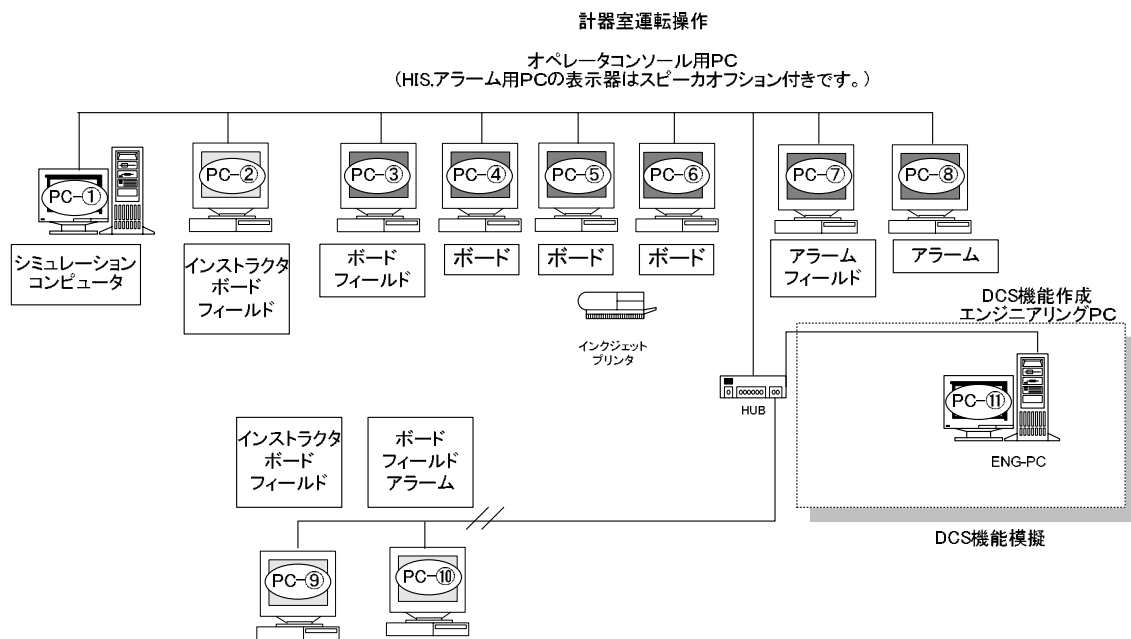 計器室運転操作
オペレータコンソール用PC
(HIS,アラーム用PCの表示器はスピーカオフション付きです。)
PC-①
PC-②
PC-③
PC-④
PC-⑤
PC-⑥
PC-⑦
PC-⑧
シミュレーション
コンピュータ
インストラクタ
ボード
フィールド
ボード
フィールド
ボード
ボード
ボード
アラーム
フィールド
アラーム
インクジェット
プリンタ
DCS機能作成
エンジニアリングPC
HUB
PC-⑪
ENG-PC
DCS機能模擬
インストラクタ
ボード
フィールド
ボード
フィールド
アラーム
PC-⑨
PC-⑩